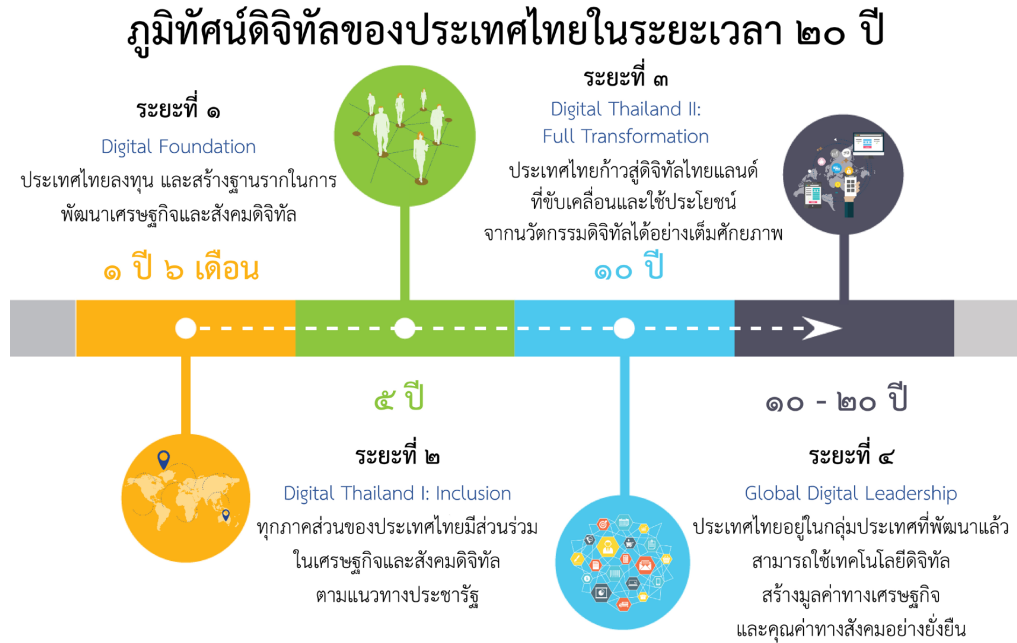 ภูมิทัศน์ดิจิทัลของประเทศไทยในระยะเวลา ๒๐ ปี
ระยะที่ ๑
Digital Foundation
ประเทศไทยลงทุน และสร้างฐานรากในการ
พัฒนาเศรษฐกิจและสังคมดิจิทัล
๑ ปี ๖ เดือน
ระยะที่ ๓
Digital Thailand II:
Full Transformation
ประเทศไทยก้าวสู่ดิจิทัลไทยแลนด์
ที่ขับเคลื่อนและใช้ประโยชน์
จากนวัตกรรมดิจิทัลได้อย่างเต็มศักยภาพ
๑๐ ปี
๕ ปี
ระยะที่ ๒
Digital Thailand I: Inclusion
ทุกภาคส่วนของประเทศไทยมีส่วนร่วม
ในเศรษฐกิจและสังคมดิจิทัล
ตามแนวทางประชารัฐ
๑๐ - ๒๐ ปี
ระยะที่ ๔
Global Digital Leadership
ประเทศไทยอยู่ในกลุ่มประเทศที่พัฒนาแล้ว
สามารถใช้เทคโนโลยีดิจิทัล
สร้างมูลค่าทางเศรษฐกิจ
และคุณค่าทางสังคมอย่างยั่งยืน